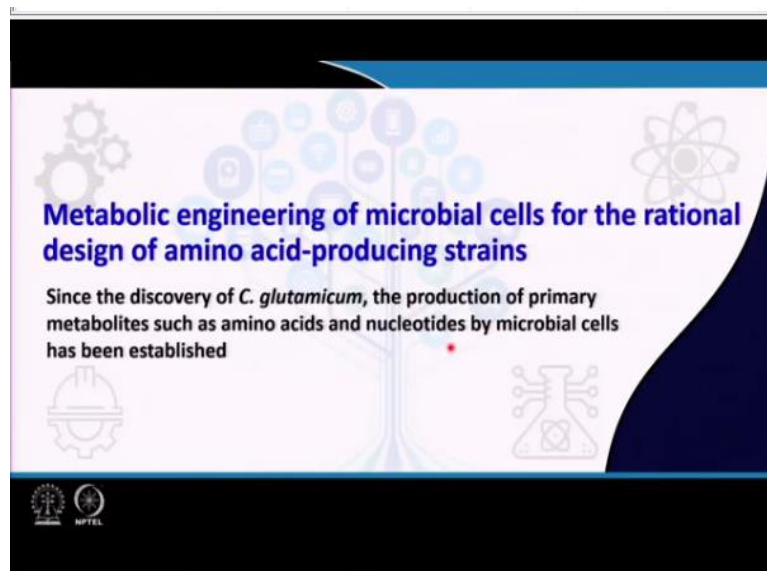 Metabolic engineering of microbial cells for the rational
design of amino acid-producing strains
Since the discovery of C. glutamicum, the production of primary
metabolites such as amino acids and nucleotides by microbial cells
has been established
NPTEL